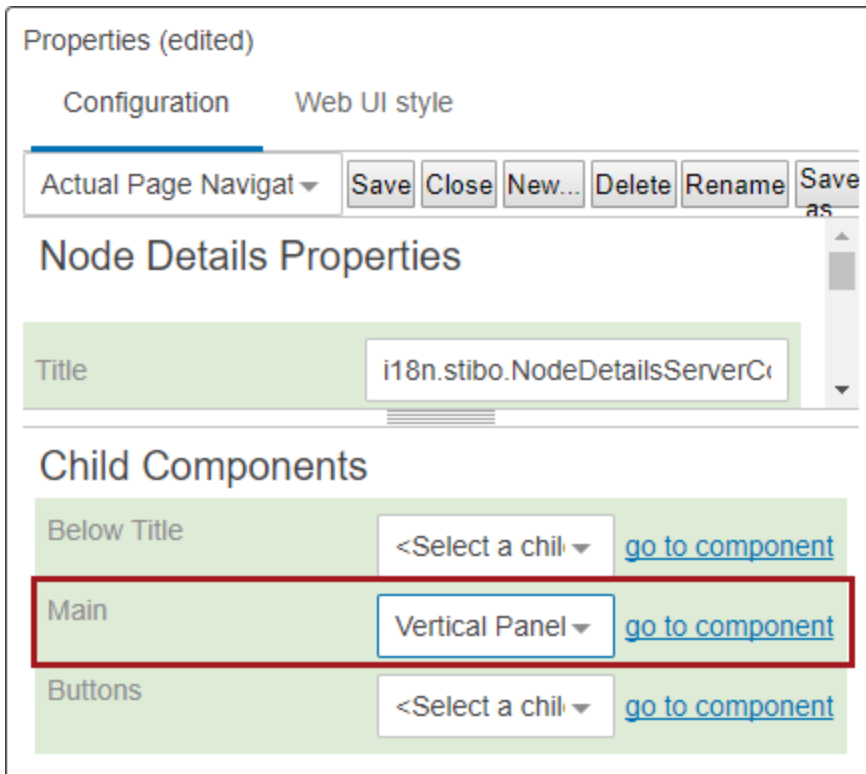 Properties (edited)
Configuration Web UI style
Actual Page Navigat Save Close New... Delete Rename Save as
Node Details Properties
Title i18n.stibo.NodeDetailsServerCo
Child Components
Below Title <Select a chil go to component
Main Vertical Panel go to component
Buttons <Select a chil go to component